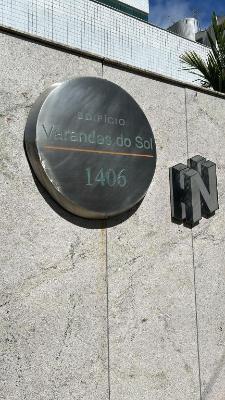 EDIFÍCIO
Varandas do Sol
1406
N